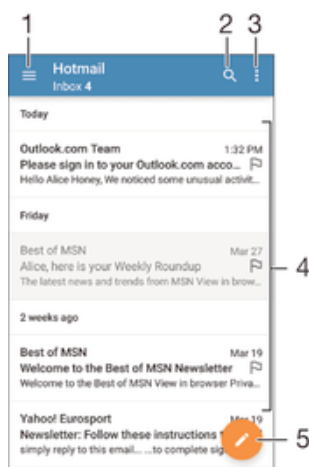 1 2 3
Hotmail
Inbox 4
Today
Outlook.com Team 1:32 PM
Please sign in to your Outlook.com acco...
Hello Alice Honey, We noticed some unusual activit...
Friday
Best of MSN Mar 27
Alice, here is your Weekly Roundup
The latest news and trends from MSN View in brow...
4
2 weeks ago
Best of MSN Mar 19
Welcome to the Best of MSN Newsletter
Welcome to the Best of MSN View in browser Priva...
Yahoo! Eurosport Mar 19
Newsletter: Follow these instructions
5
simply reply to this email... ...to complete